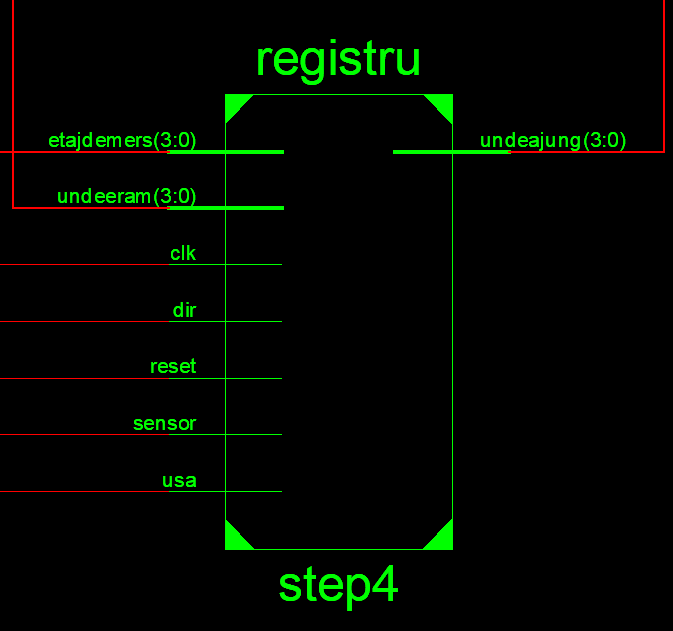 registru
etajdemers(3:0)
undeajung(3:0)
undeeram(3:0)
clk
dir
reset
sensor
usa
step4